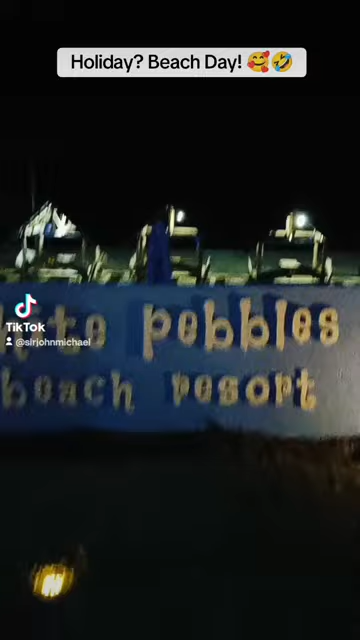 Holiday? Beach Day! 🥰🤣
TikTok
@sirjohnmichael
pebbles
beach resort